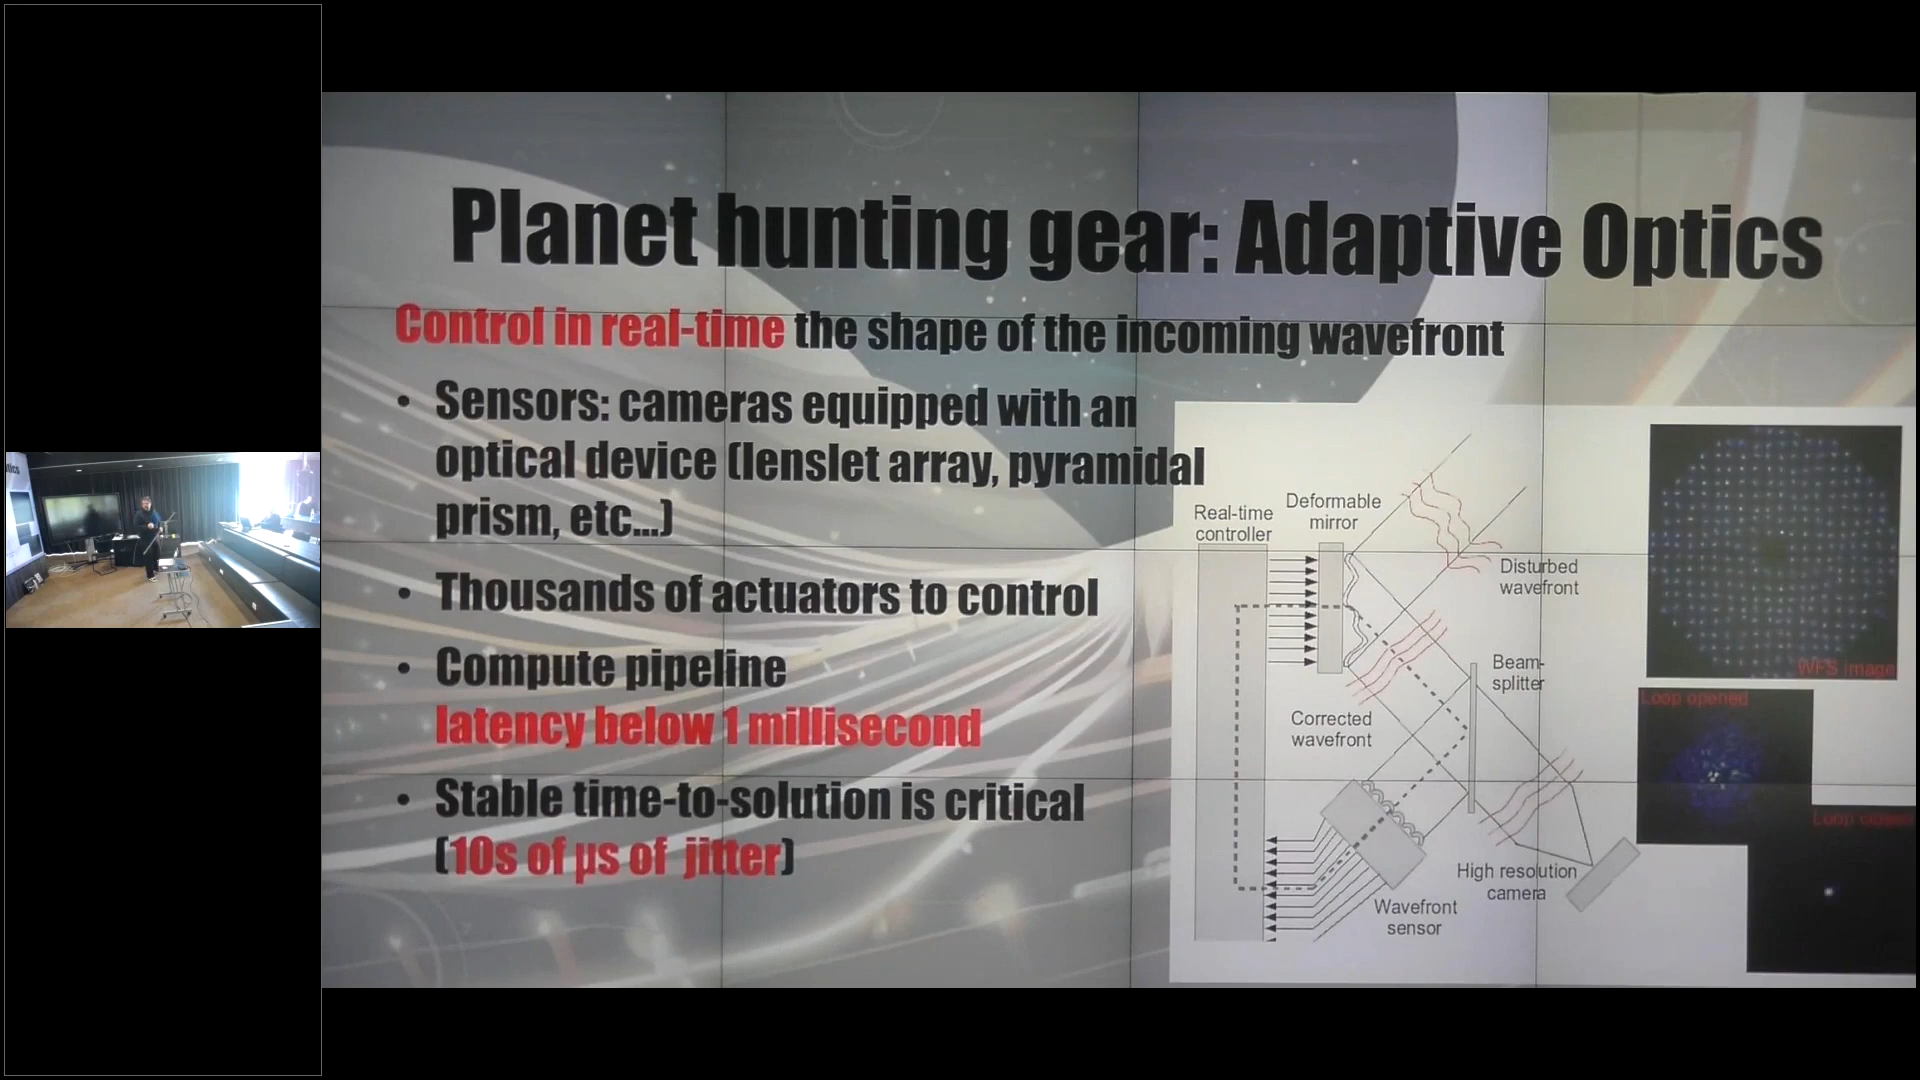 Planet hunting gear: Adaptive Optics
Control in real-time the shape of the incoming wavefront
• Sensors: cameras equipped with an
optical device (lenslet array, pyramidal
prism, etc...)
• Thousands of actuators to control
• Compute pipeline
latency below 1 millisecond
• Stable time-to-solution is critical
(10s of µs of jitter)
Real-time
controller
Deformable
mirror
Disturbed
wavefront
Beam-
splitter
Corrected
wavefront
High resolution
camera
Wavefront
sensor
WFS image
Loop opened
Loop